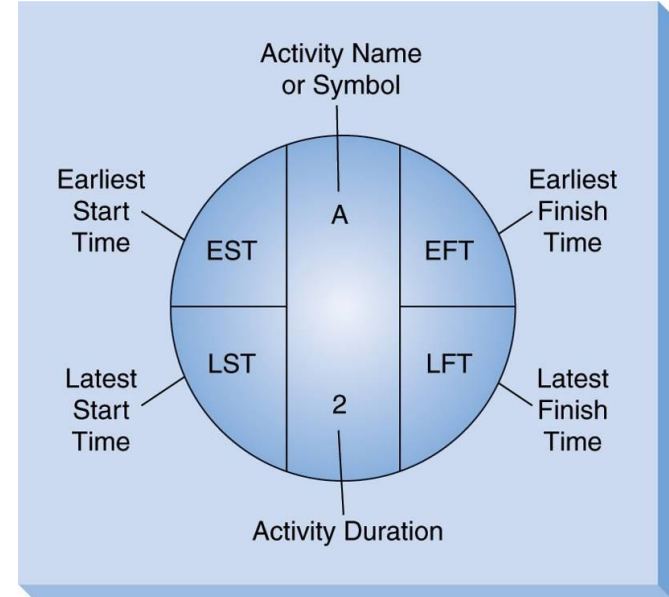 Activity Name
or Symbol
Earliest
Start
Time
A
Earliest
Finish
Time
EST
EFT
Latest
Start
Time
LST
LFT
Latest
Finish
Time
2
Activity Duration